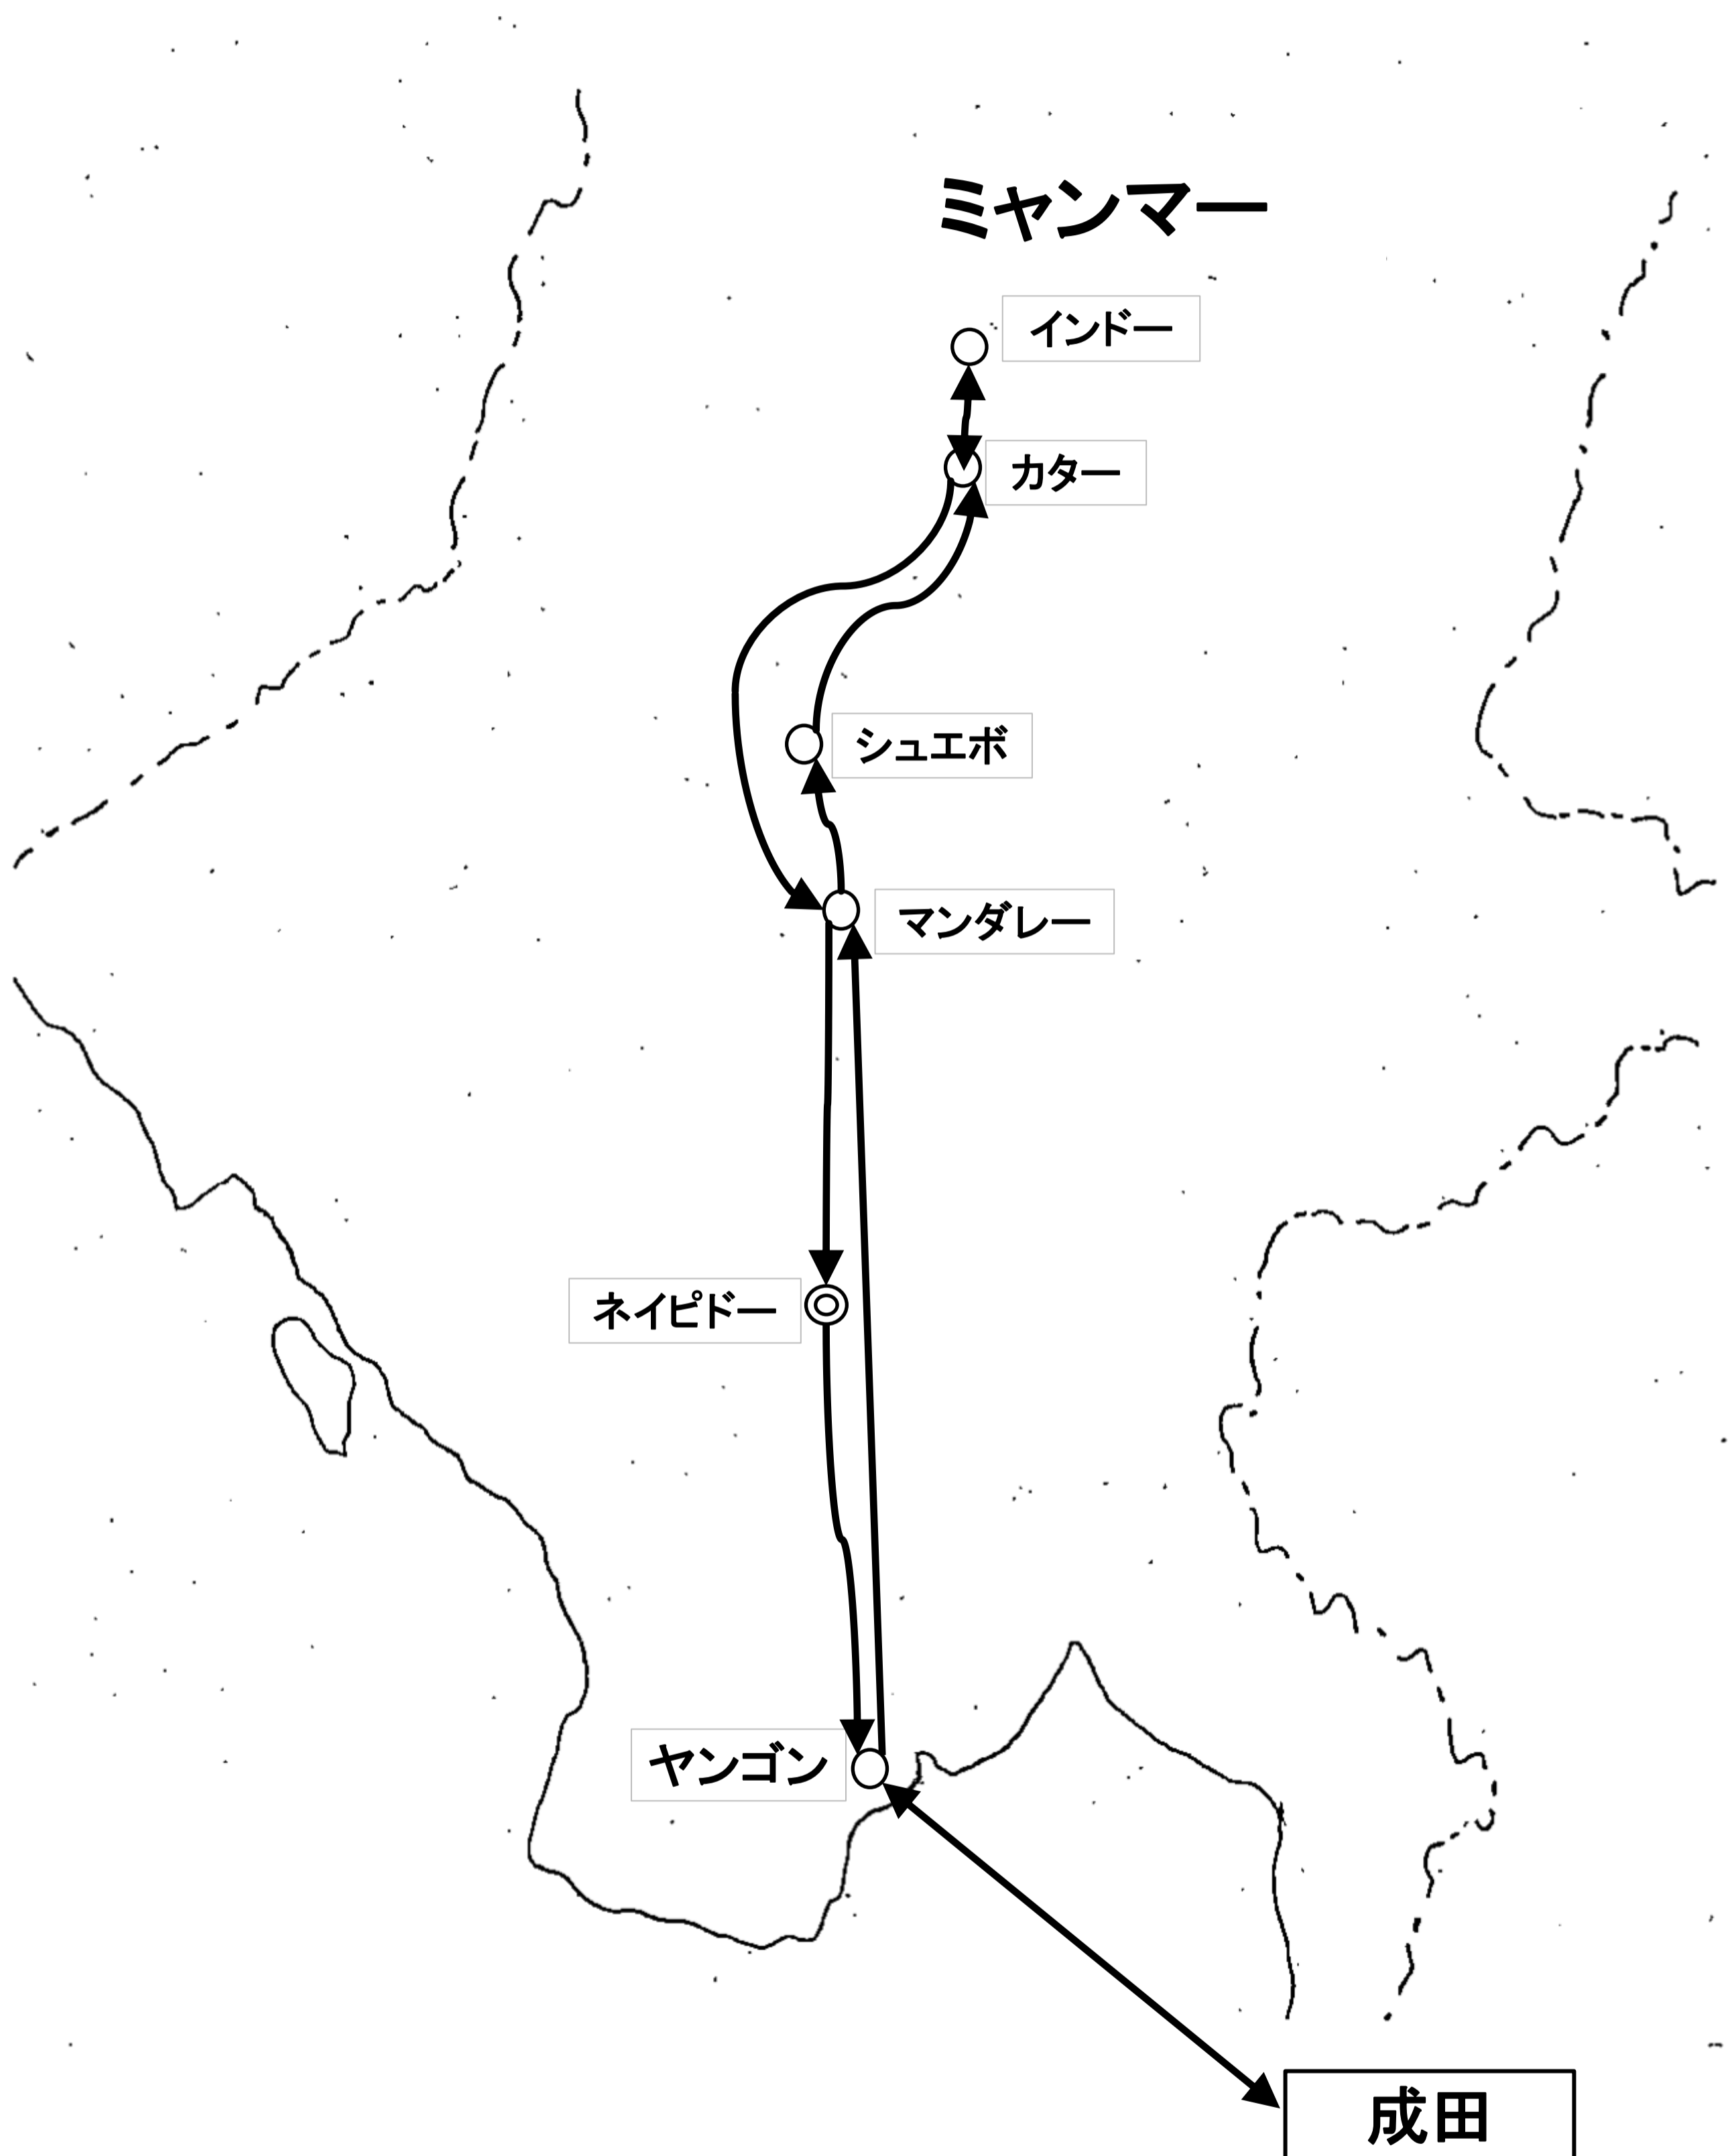 ミャンマー
インドー
カター
シュエボ
マンダレー
ネイピドー
ヤンゴン
成田